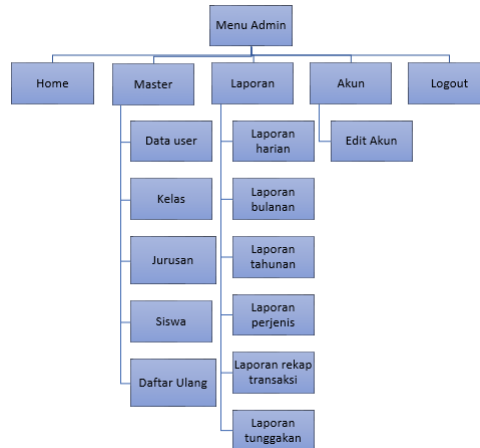 Menu Admin
Home
Master
Laporan
Akun
Logout
Data user
Kelas
Jurusan
Siswa
Daftar Ulang
Laporan
harian
Laporan
bulanan
Laporan
tahunan
Laporan
perjenis
Laporan rekap
transaksi
Laporan
tunggakan
Edit Akun